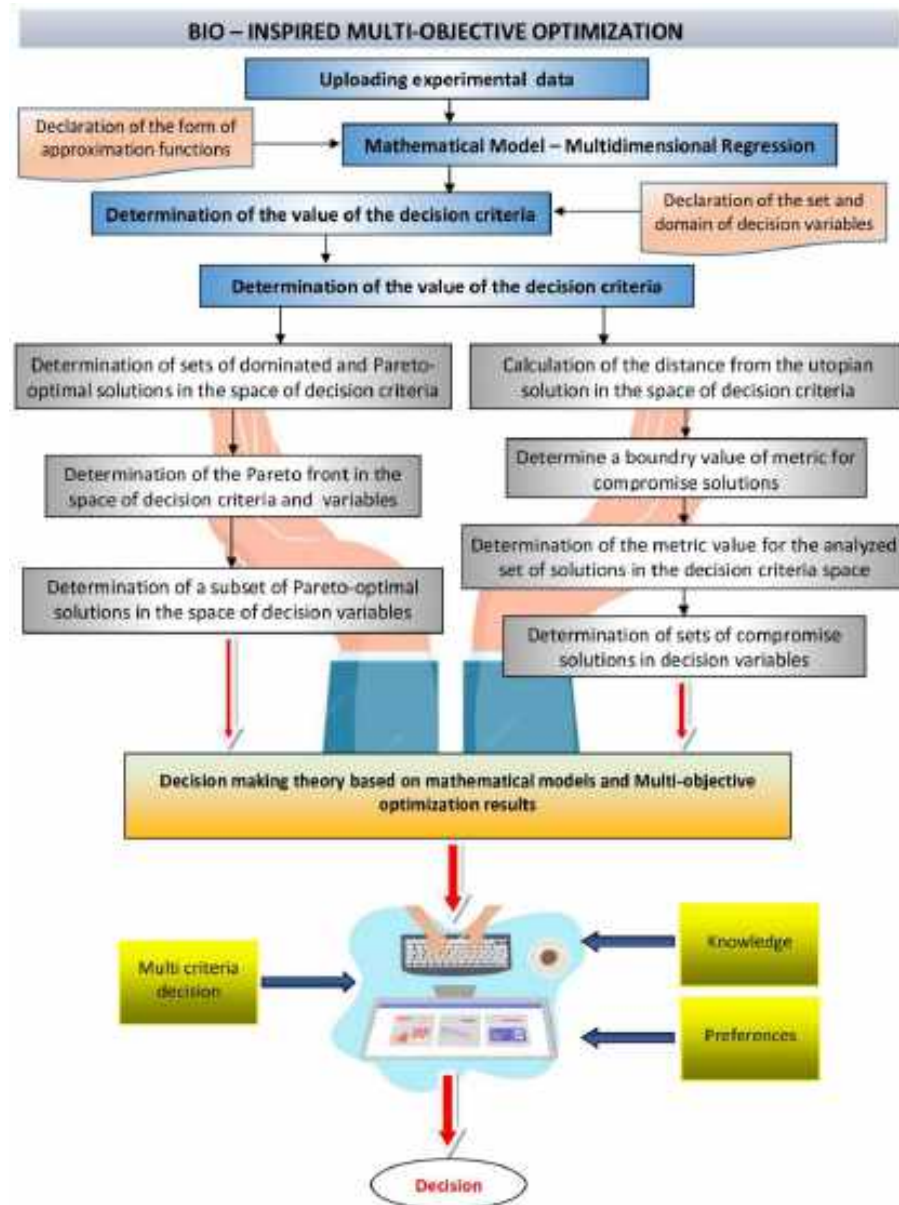 BIO – INSPIRED MULTI-OBJECTIVE OPTIMIZATION
Uploading experimental data
Declaration of the form of
approximation functions
Mathematical Model – Multidimensional Regression
Determination of the value of the decision criteria
Declaration of the set and
domain of decision variables
Determination of the value of the decision criteria
Determination of sets of dominated and Pareto-
optimal solutions in the space of decision criteria
Determination of the Pareto front in the
space of decision criteria and variables
Determination of a subset of Pareto-optimal
solutions in the space of decision variables
Calculation of the distance from the utopian
solution in the space of decision criteria
Determine a boundry value of metric for
compromise solutions
Determination of the metric value for the analyzed
set of solutions in the decision criteria space
Determination of sets of compromise
solutions in decision variables
Decision making theory based on mathematical models and Multi-objective
optimization results
Multi criteria
decision
Knowledge
Preferences
Decision